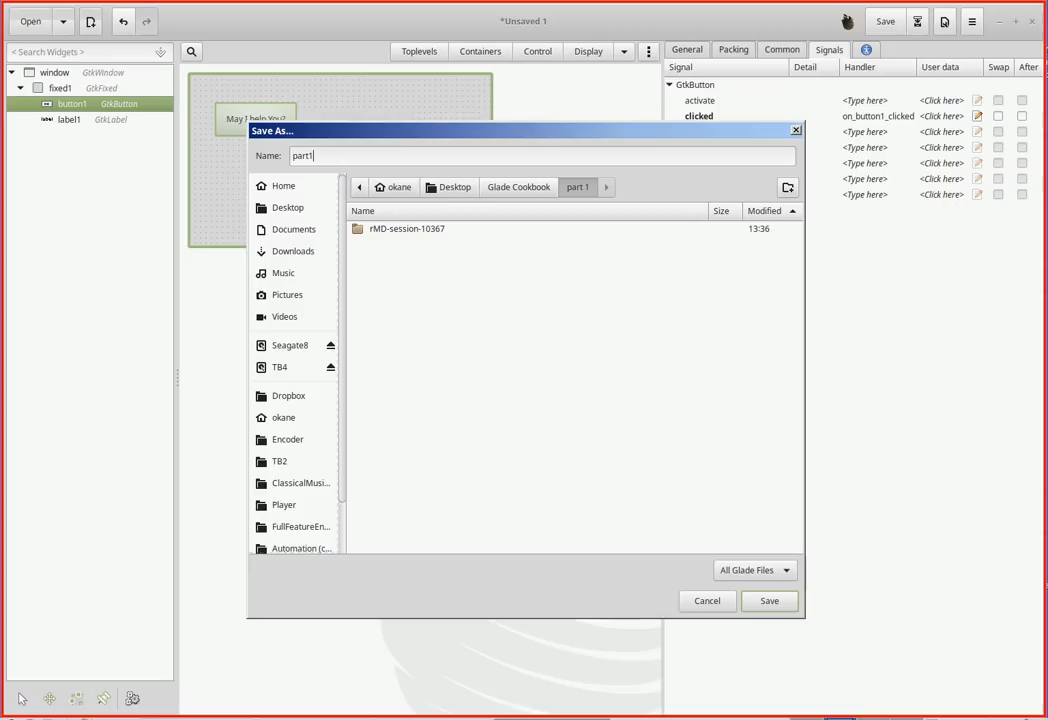 Open
*Unsaved 1
Save
< Search Widgets >
Toplevels
Containers
Control
Display
General
Packing
Common
Signals
Signal
Detail
Handler
User data
Swap
After
window GtkWindow
fixed1 GtkFixed
button1 GtkButton
label1 GtkLabel
May I help You?
GtkButton
activate
<Type here>
<Click here>
clicked
on_button1_clicked
<Click here>
<Type here>
<Click here>
<Type here>
<Click here>
<Type here>
<Click here>
<Type here>
<Click here>
<Type here>
<Click here>
Save As...
Name: part1
Home
Desktop
Documents
Downloads
Music
Pictures
Videos
Seagate8
TB4
Dropbox
okane
Encoder
TB2
ClassicalMusi...
Player
FullFeatureEn...
Automation (c...
okane
Desktop
Glade Cookbook
part 1
Name
Size
Modified
rMD-session-10367
13:36
All Glade Files
Cancel
Save